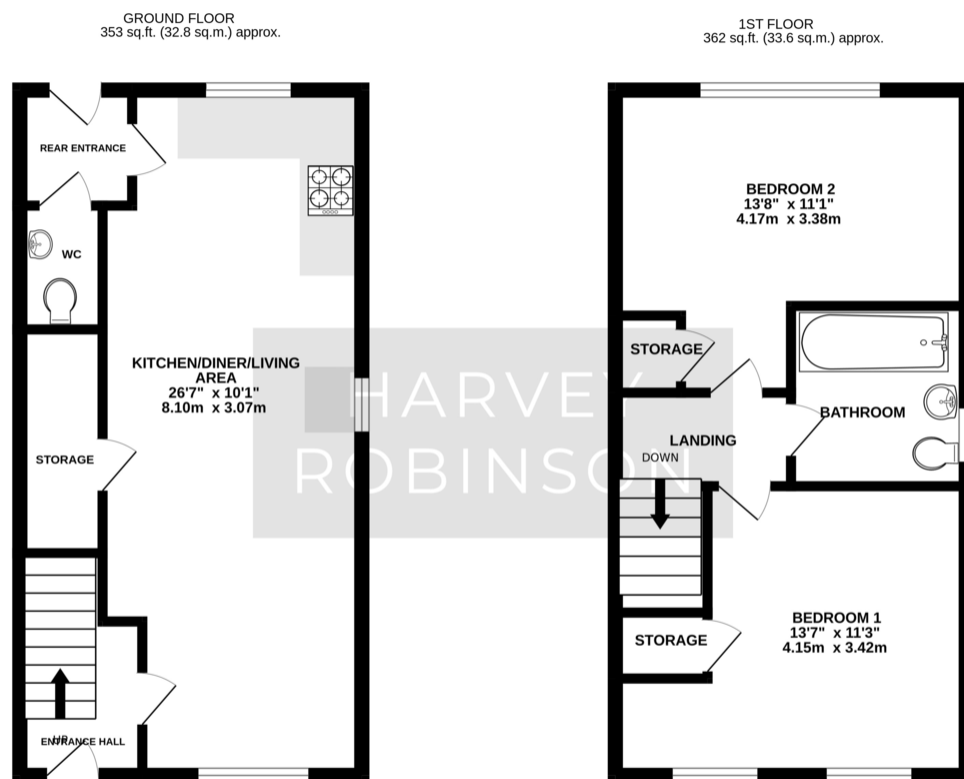 GROUND FLOOR
353 sq.ft. (32.8 sq.m.) approx.
REAR ENTRANCE
WC
KITCHEN/DINER/LIVING
AREA
26'7" x 10'1"
8.10m x 3.07m
STORAGE
UP
ENTRANCE HALL
1ST FLOOR
362 sq.ft. (33.6 sq.m.) approx.
BEDROOM 2
13'8" x 11'1"
4.17m x 3.38m
STORAGE
BATHROOM
LANDING
DOWN
BEDROOM 1
13'7" x 11'3"
4.15m x 3.42m
STORAGE
HARVEY
ROBINSON